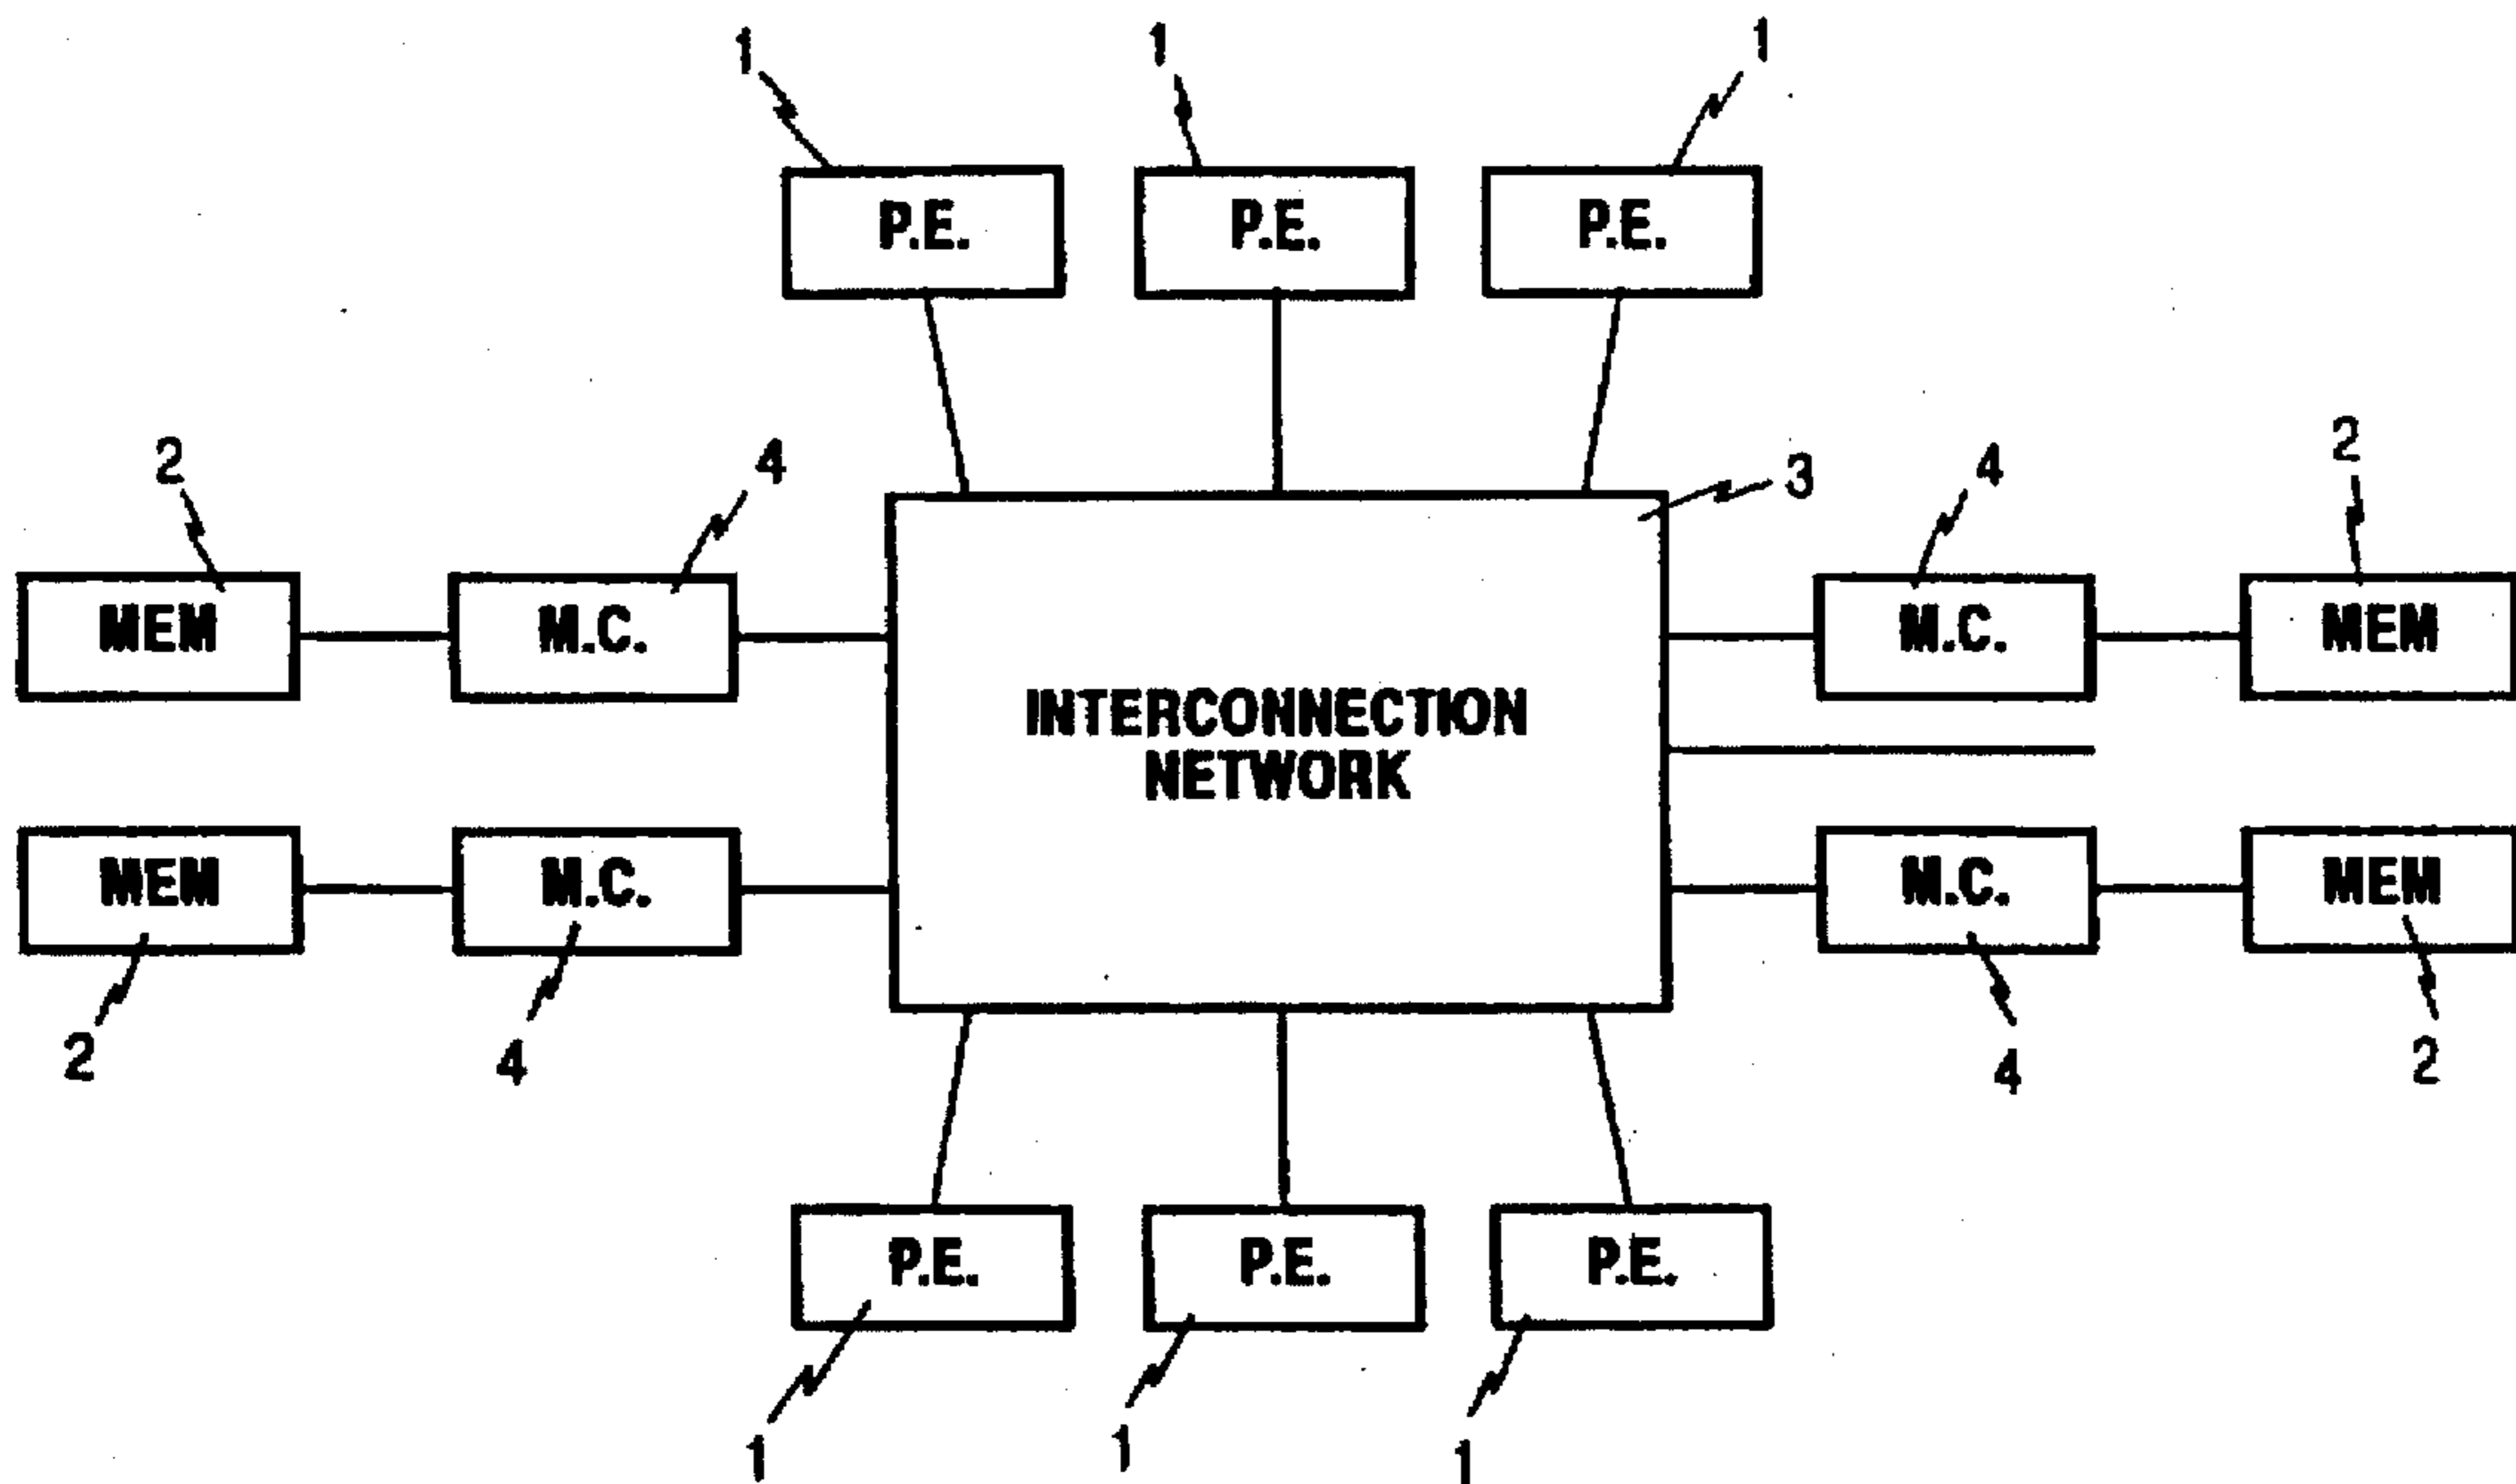 1 1 1
P.E. P.E. P.E.
2 4 3 4 2
MEM M.C. M.C. MEM
INTERCONNECTION
NETWORK
MEM M.C. M.C. MEM
2 4 4 2
P.E. P.E. P.E.
1 1 1